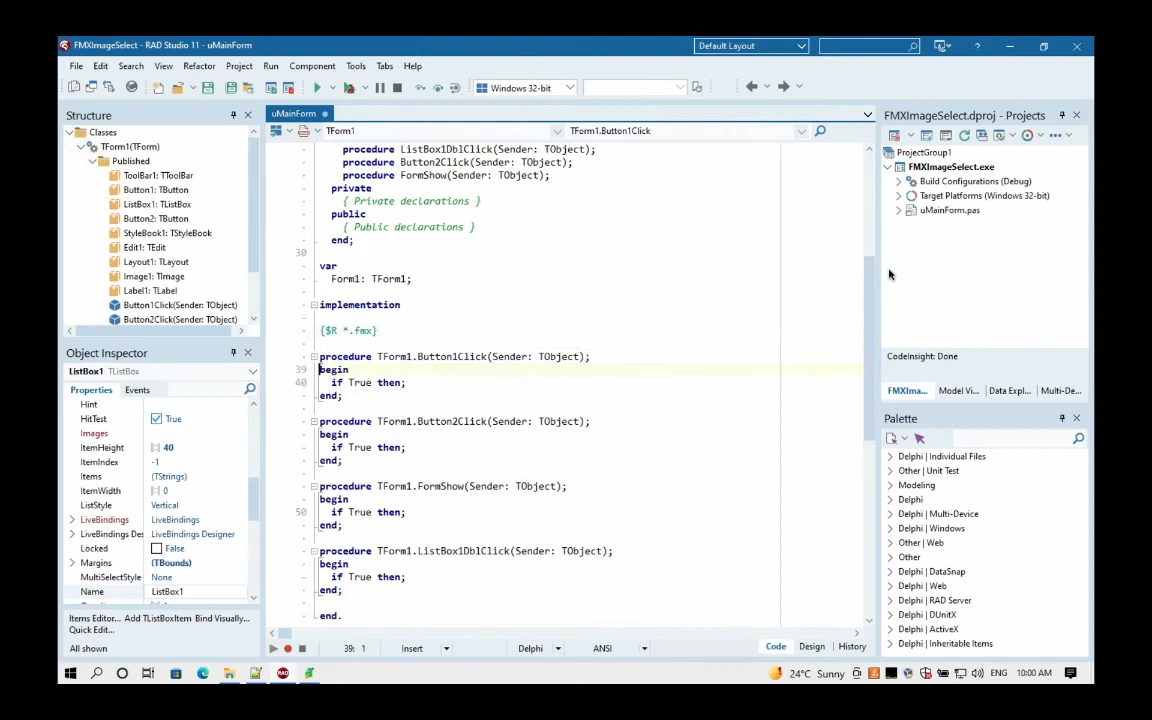 FMXImageSelect - RAD Studio 11 - uMainForm
Default Layout
?
File Edit Search View Refactor Project Run Component Tools Tabs Help
Windows 32-bit
Structure
Classes
TForm1(TForm)
Published
ToolBar1: TToolBar
Button1: TButton
ListBox1: TListBox
Button2: TButton
StyleBook1: TStyleBook
Edit1: TEdit
Layout1: TLayout
Image1: TImage
Label1: TLabel
Button1Click(Sender: TObject)
Button2Click(Sender: TObject)
Object Inspector
ListBox1 TListBox
Properties Events
Hint
HitTest True
Images
ItemHeight 40
ItemIndex -1
Items (TStrings)
ItemWidth 0
ListStyle Vertical
LiveBindings LiveBindings
LiveBindings Des LiveBindings Designer
Locked False
Margins (TBounds)
MultiSelectStyle None
Name ListBox1
Items Editor... Add TListBoxItem Bind Visually...
Quick Edit...
All shown
uMainForm
TForm1 TForm1.Button1Click
procedure ListBox1DblClick(Sender: TObject);
procedure Button2Click(Sender: TObject);
procedure FormShow(Sender: TObject);
private
{ Private declarations }
public
{ Public declarations }
end;
30
var
Form1: TForm1;
implementation
{$R *.fmx}
procedure TForm1.Button1Click(Sender: TObject);
39 begin
40 if True then;
end;
procedure TForm1.Button2Click(Sender: TObject);
begin
if True then;
end;
procedure TForm1.FormShow(Sender: TObject);
begin
50 if True then;
end;
procedure TForm1.ListBox1DblClick(Sender: TObject);
begin
if True then;
end;
end.
39: 1 Insert Delphi ANSI Code Design History
FMXImageSelect.dproj - Projects
ProjectGroup1
FMXImageSelect.exe
Build Configurations (Debug)
Target Platforms (Windows 32-bit)
uMainForm.pas
CodeInsight: Done
FMXIma... Model Vi... Data Expl... Multi-De...
Palette
Delphi | Individual Files
Other | Unit Test
Modeling
Delphi
Delphi | Multi-Device
Delphi | Windows
Other | Web
Other
Delphi | DataSnap
Delphi | Web
Delphi | RAD Server
Delphi | DUnitX
Delphi | ActiveX
Delphi | Inheritable Items
RAD
24°C Sunny ENG 10:00 AM